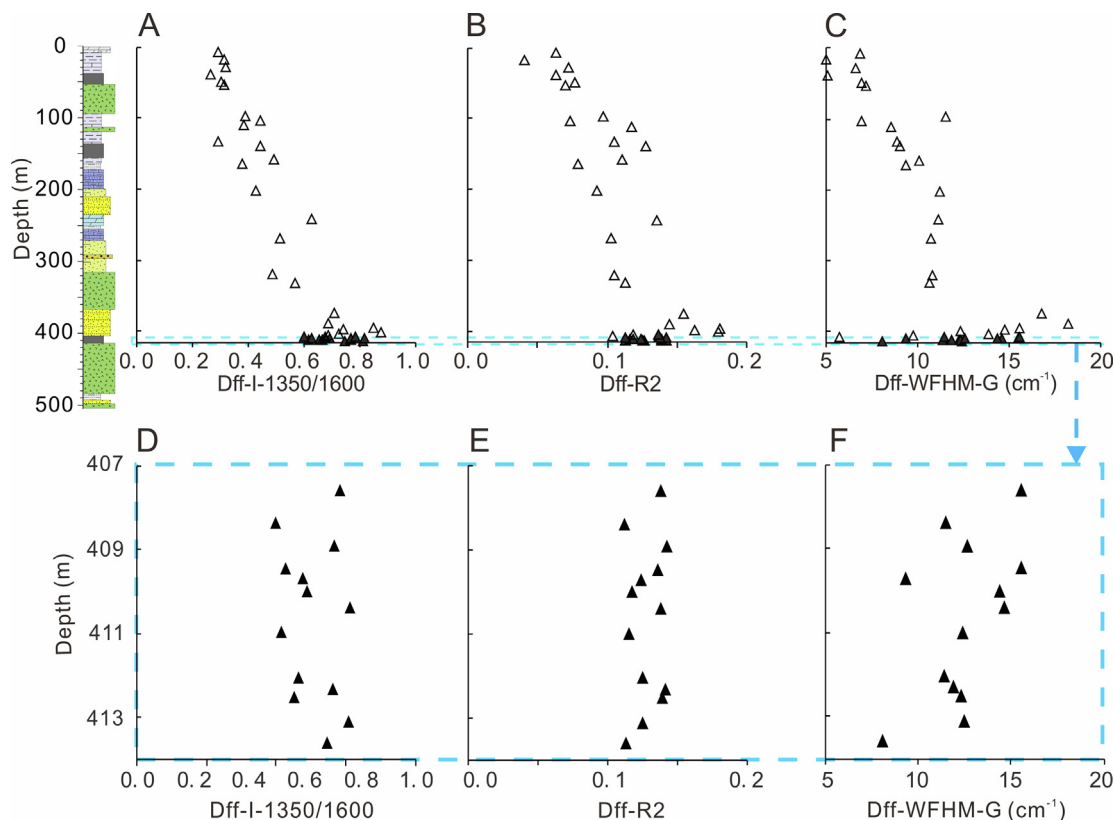 A
B
C
0
100
200
300
400
500
Depth (m)
0.0 0.2 0.4 0.6 0.8 1.0
Dff-I-1350/1600
0.0 0.1 0.2
Dff-R2
5 10 15 20
Dff-WFHM-G (cm-1)
D
E
F
407
409
411
413
Depth (m)
0.0 0.2 0.4 0.6 0.8 1.0
Dff-I-1350/1600
0.0 0.1 0.2
Dff-R2
5 10 15 20
Dff-WFHM-G (cm-1)